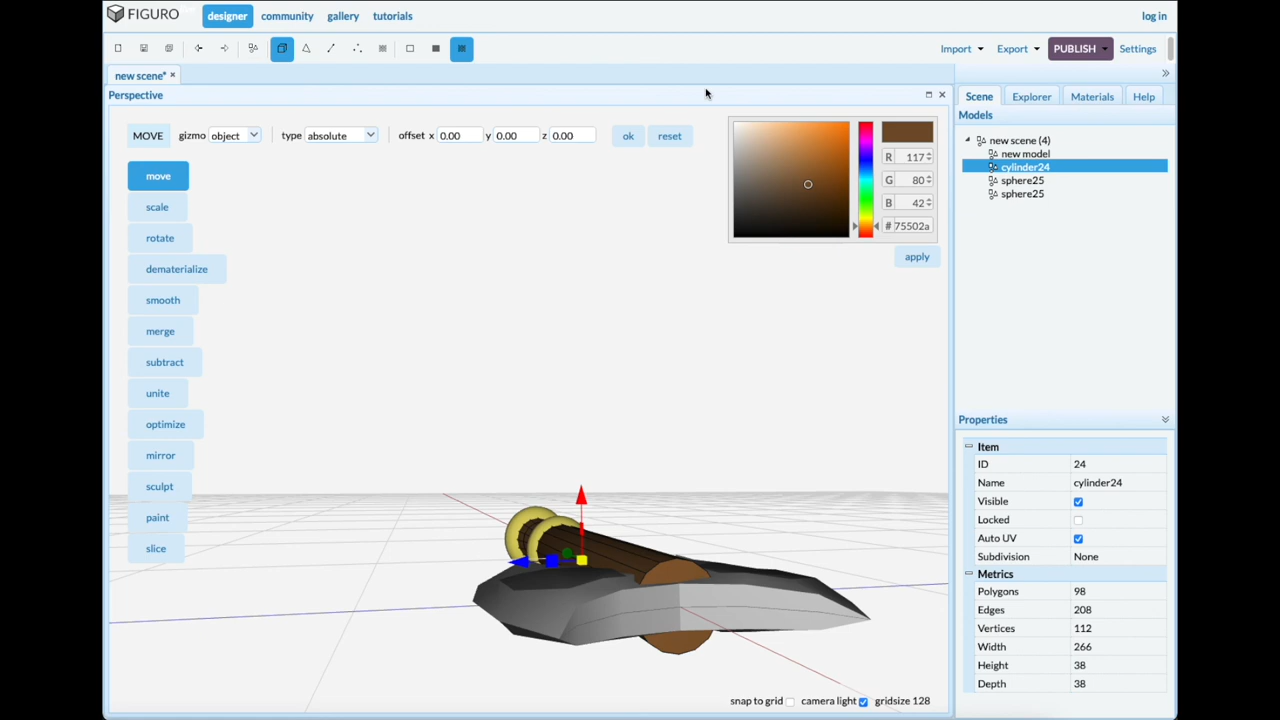 FIGURO designer community gallery tutorials log in
Import Export PUBLISH Settings
new scene* ×
Perspective
MOVE gizmo object type absolute offset x 0.00 y 0.00 z 0.00 ok reset
move
scale
rotate
dematerialize
smooth
merge
subtract
unite
optimize
mirror
sculpt
paint
slice
R 117
G 80
B 42
# 75502a
apply
snap to grid camera light gridsize 128
Scene Explorer Materials Help
Models
new scene (4)
new model
cylinder24
sphere25
sphere25
Properties
Item
ID 24
Name cylinder24
Visible
Locked
Auto UV
Subdivision None
Metrics
Polygons 98
Edges 208
Vertices 112
Width 266
Height 38
Depth 38